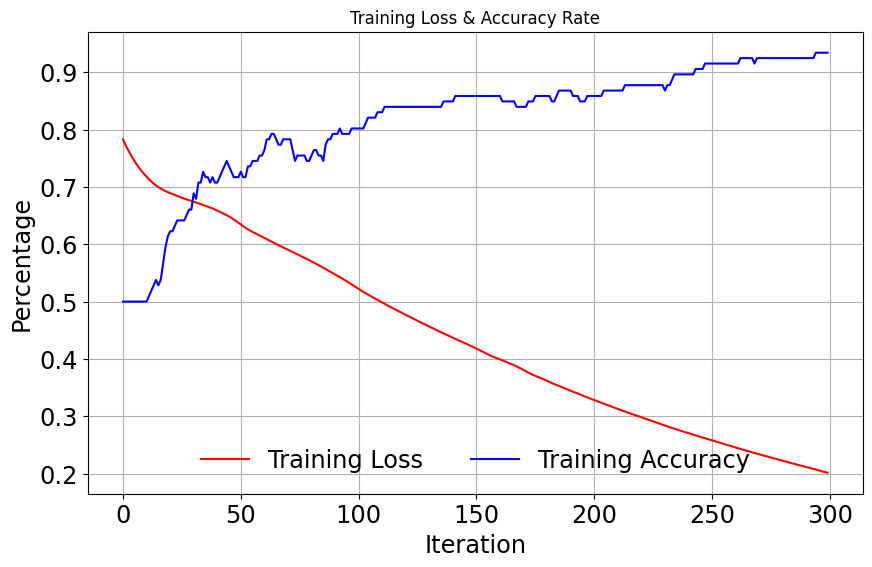 Training Loss & Accuracy Rate
Percentage
0.9
0.8
0.7
0.6
0.5
0.4
0.3
0.2
Training Loss Training Accuracy
0 50 100 150 200 250 300
Iteration